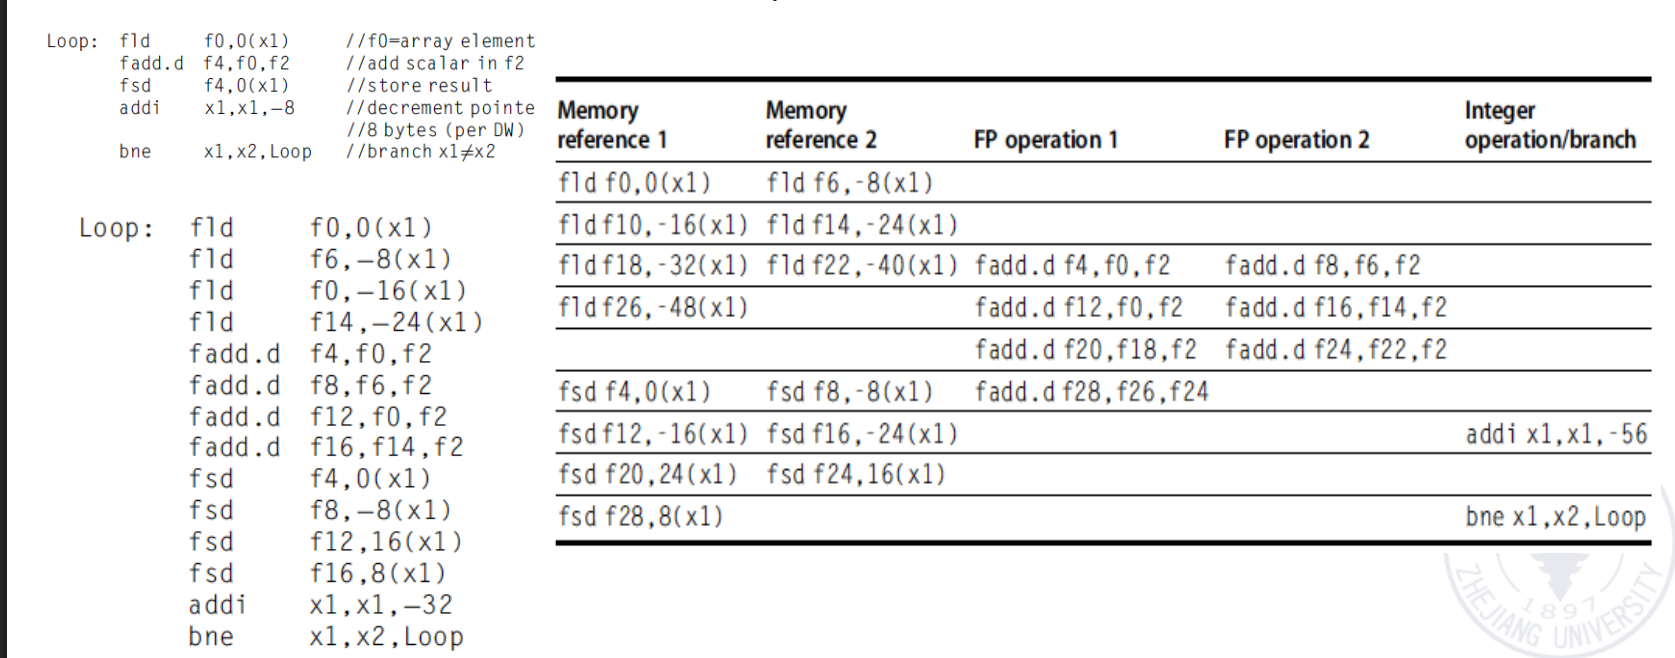 Loop: fld f0,0(x1) //f0=array element
fadd.d f4,f0,f2 //add scalar in f2
fsd f4,0(x1) //store result
addi x1,x1,−8 //decrement pointe
//8 bytes (per DW)
bne x1,x2,Loop //branch x1≠x2
Loop: fld f0,0(x1)
fld f6,−8(x1)
fld f0,−16(x1)
fld f14,−24(x1)
fadd.d f4,f0,f2
fadd.d f8,f6,f2
fadd.d f12,f0,f2
fadd.d f16,f14,f2
fsd f4,0(x1)
fsd f8,−8(x1)
fsd f12,16(x1)
fsd f16,8(x1)
addi x1,x1,−32
bne x1,x2,Loop
Memory reference 1 Memory reference 2 FP operation 1 FP operation 2 Integer operation/branch
fld f0,0(x1) fld f6,-8(x1)
fld f10,-16(x1) fld f14,-24(x1)
fld f18,-32(x1) fld f22,-40(x1) fadd.d f4,f0,f2 fadd.d f8,f6,f2
fld f26,-48(x1) fadd.d f12,f0,f2 fadd.d f16,f14,f2
fadd.d f20,f18,f2 fadd.d f24,f22,f2
fsd f4,0(x1) fsd f8,-8(x1) fadd.d f28,f26,f24
fsd f12,-16(x1) fsd f16,-24(x1) addi x1,x1,-56
fsd f20,24(x1) fsd f24,16(x1)
fsd f28,8(x1) bne x1,x2,Loop
1897
ZHEJIANG UNIVERSITY